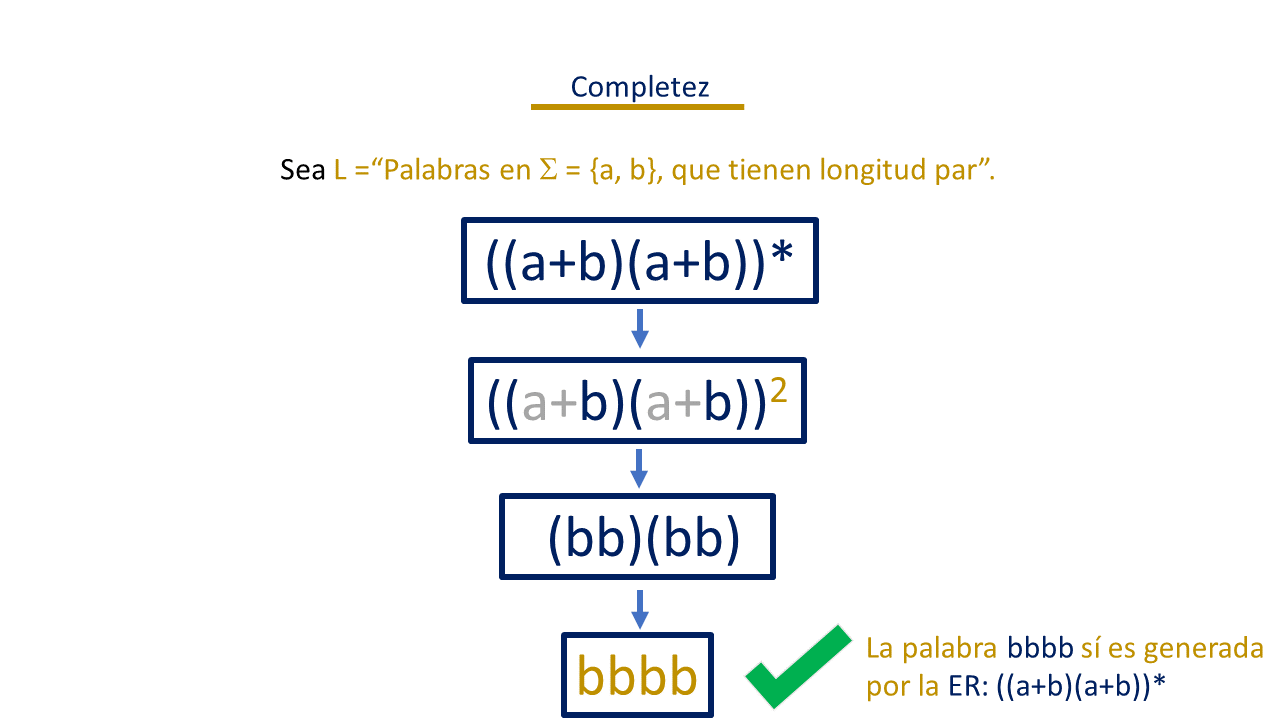 Completez
Sea L =“Palabras en Σ = {a, b}, que tienen longitud par”.
((a+b)(a+b))*
((a+b)(a+b))²
(bb)(bb)
bbbb
La palabra bbbb sí es generada
por la ER: ((a+b)(a+b))*